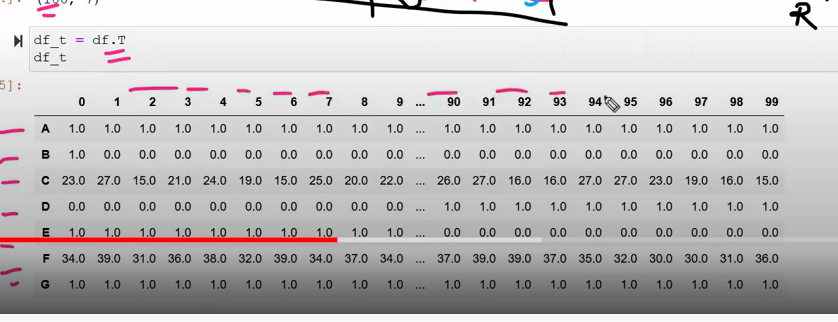 df_t = df.T
df_t
5]:
0 1 2 3 4 5 6 7 8 9 ... 90 91 92 93 94 95 96 97 98 99
A 1.0 1.0 1.0 1.0 1.0 1.0 1.0 1.0 1.0 1.0 ... 1.0 1.0 1.0 1.0 1.0 1.0 1.0 1.0 1.0 1.0
B 1.0 0.0 0.0 0.0 0.0 0.0 0.0 0.0 0.0 0.0 ... 0.0 0.0 0.0 0.0 0.0 0.0 0.0 0.0 0.0 0.0
C 23.0 27.0 15.0 21.0 24.0 19.0 15.0 25.0 20.0 22.0 ... 26.0 27.0 16.0 16.0 27.0 27.0 23.0 19.0 16.0 15.0
D 0.0 0.0 0.0 0.0 0.0 0.0 0.0 0.0 0.0 0.0 ... 0.0 1.0 1.0 1.0 1.0 1.0 1.0 1.0 1.0 1.0
E 1.0 1.0 1.0 1.0 1.0 1.0 1.0 1.0 1.0 1.0 ... 0.0 0.0 0.0 0.0 0.0 0.0 0.0 0.0 0.0 0.0
F 34.0 39.0 31.0 36.0 38.0 32.0 39.0 34.0 37.0 34.0 ... 37.0 39.0 39.0 37.0 35.0 32.0 30.0 30.0 31.0 36.0
G 1.0 1.0 1.0 1.0 1.0 1.0 1.0 1.0 1.0 1.0 ... 1.0 1.0 1.0 1.0 1.0 1.0 1.0 1.0 1.0 1.0